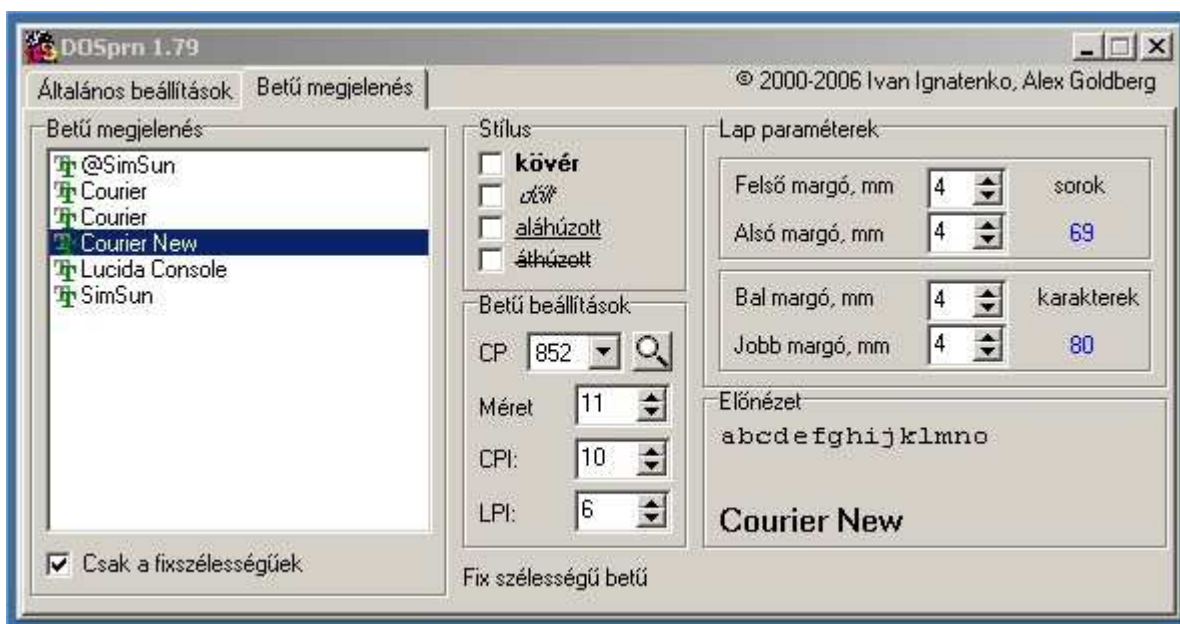 DOSprn 1.79
Általános beállítások
Betű megjelenés
© 2000-2006 Ivan Ignatenko, Alex Goldberg
Betű megjelenés
@SimSun
Courier
Courier
Courier New
Lucida Console
SimSun
Csak a fixszélességűek
Stílus
kövér
dőlt
aláhúzott
áthúzott
Betű beállítások
CP 852
Méret 11
CPI: 10
LPI: 6
Fix szélességű betű
Lap paraméterek
Felső margó, mm 4 sorok
Alsó margó, mm 4 69
Bal margó, mm 4 karakterek
Jobb margó, mm 4 80
Előnézet
abcdefghijklmno
Courier New